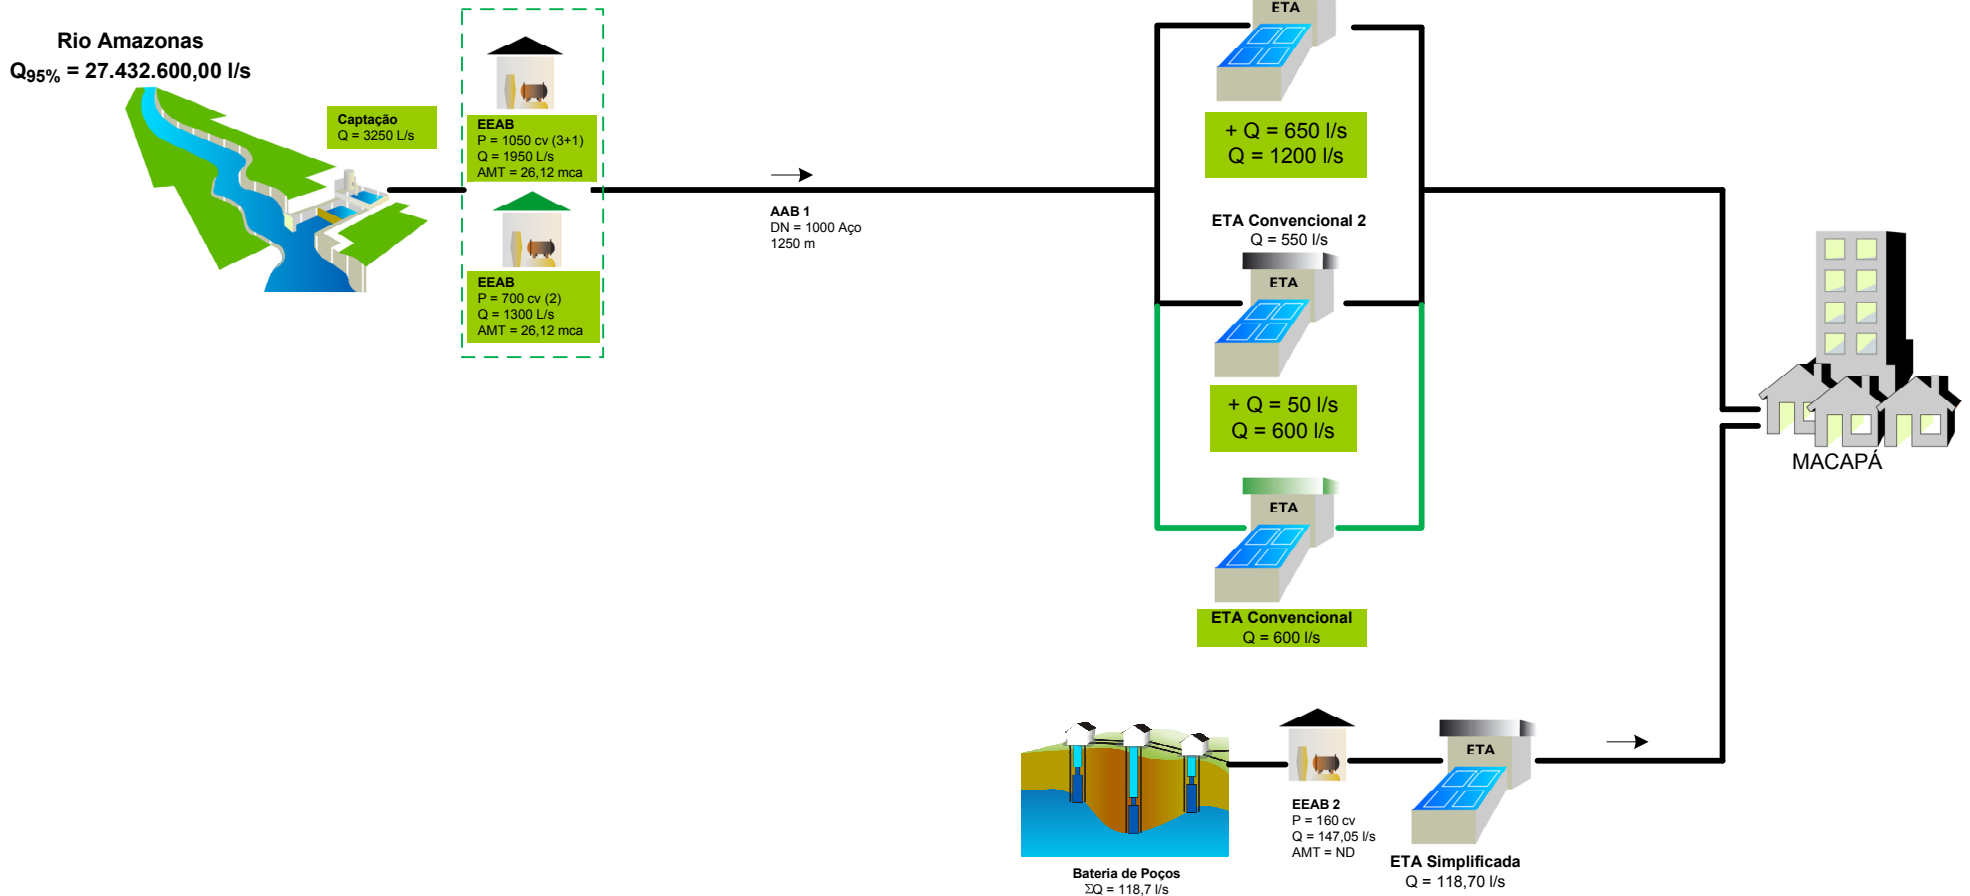 Rio Amazonas
Q95% = 27.432.600,00 l/s
Captação
Q = 3250 L/s
EEAB
P = 1050 cv (3+1)
Q = 1950 L/s
AMT = 26,12 mca
EEAB
P = 700 cv (2)
Q = 1300 L/s
AMT = 26,12 mca
AAB 1
DN = 1000 Aço
1250 m
ETA
+ Q = 650 l/s
Q = 1200 l/s
ETA Convencional 2
Q = 550 l/s
ETA
+ Q = 50 l/s
Q = 600 l/s
ETA
ETA Convencional
Q = 600 l/s
MACAPÁ
Bateria de Poços
ΣQ = 118,7 l/s
EEAB 2
P = 160 cv
Q = 147,05 l/s
AMT = ND
ETA
ETA Simplificada
Q = 118,70 l/s